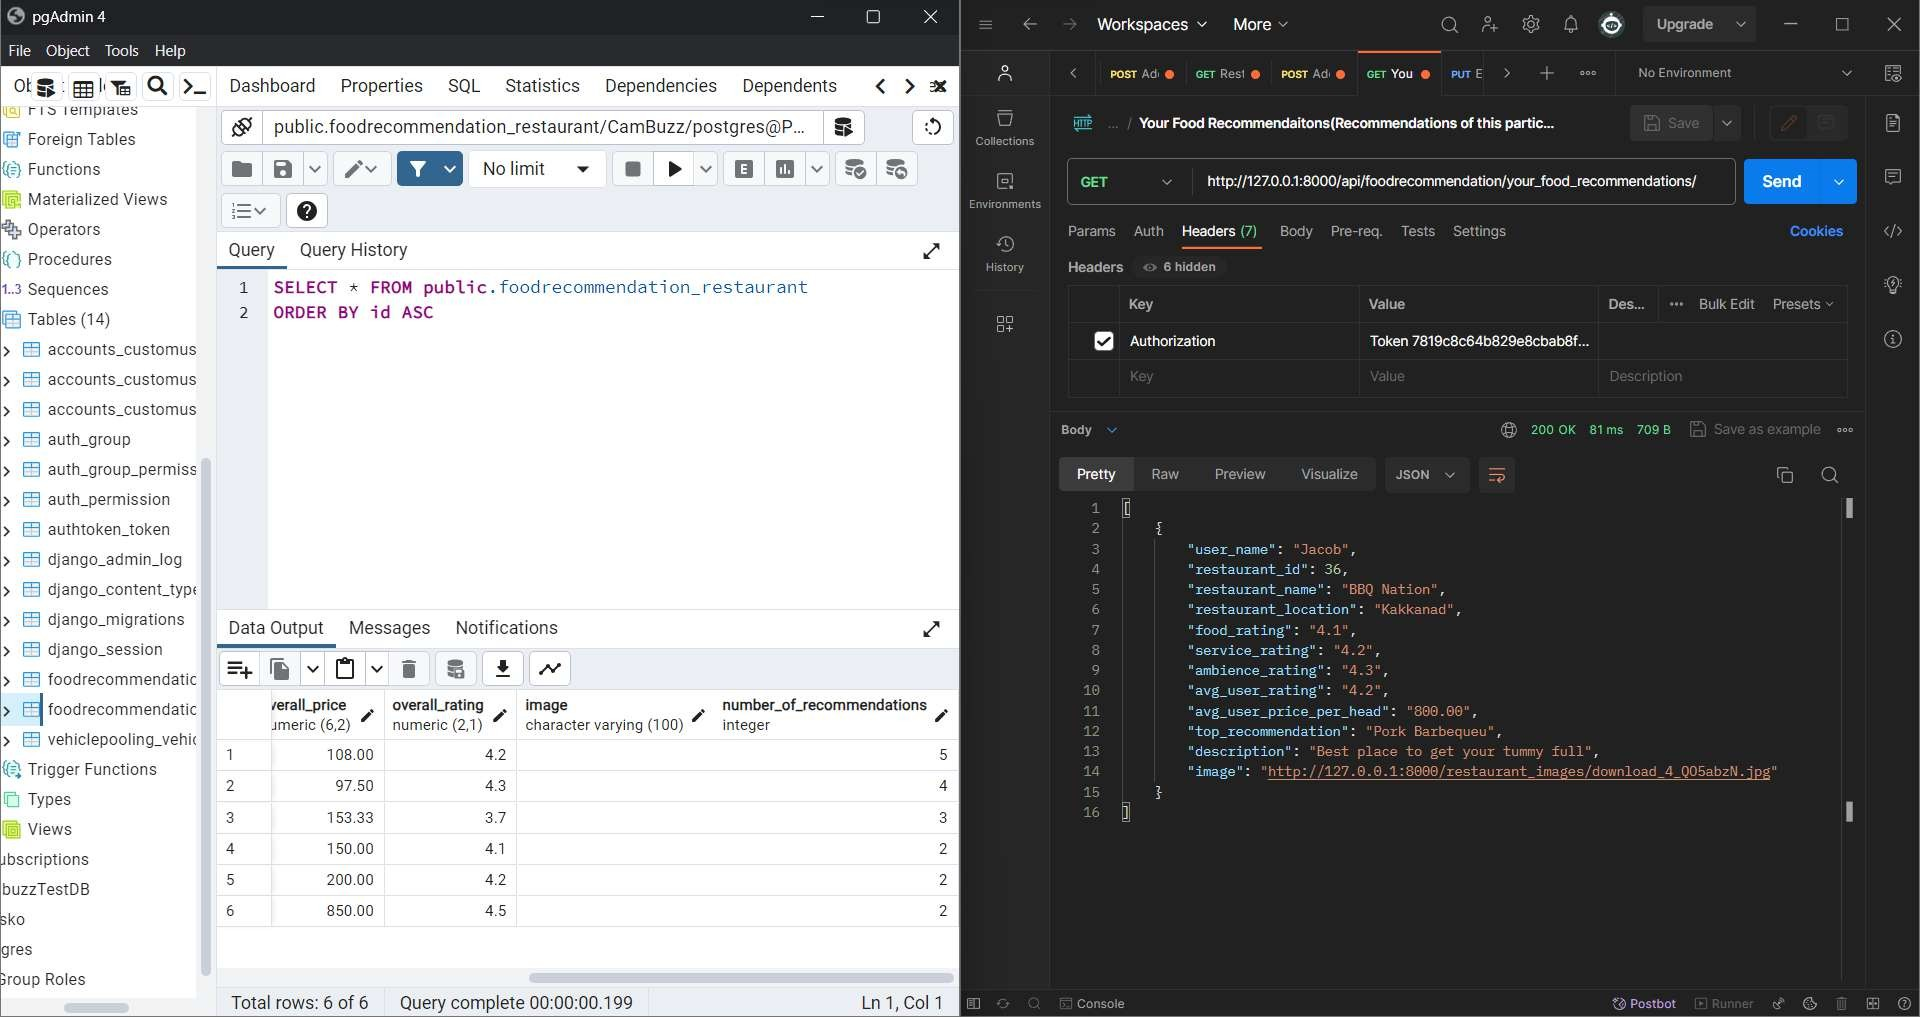 pgAdmin 4
File Object Tools Help
Dashboard Properties SQL Statistics Dependencies Dependents
public.foodrecommendation_restaurant/CamBuzz/postgres@P...
No limit
Query Query History
1 SELECT * FROM public.foodrecommendation_restaurant
2 ORDER BY id ASC
FTS Templates
Foreign Tables
Functions
Materialized Views
Operators
Procedures
1..3 Sequences
Tables (14)
accounts_customus
accounts_customus
accounts_customus
auth_group
auth_group_permiss
auth_permission
authtoken_token
django_admin_log
django_content_type
django_migrations
django_session
foodrecommendatic
foodrecommendatic
vehiclepooling_vehic
Trigger Functions
Types
Views
ubscriptions
buzzTestDB
sko
gres
Group Roles
Data Output Messages Notifications
verall_price overall_rating image number_of_recommendations
umeric (6,2) numeric (2,1) character varying (100) integer
1 108.00 4.2 5
2 97.50 4.3 4
3 153.33 3.7 3
4 150.00 4.1 2
5 200.00 4.2 2
6 850.00 4.5 2
Total rows: 6 of 6 Query complete 00:00:00.199 Ln 1, Col 1
Workspaces More Upgrade
POST Ad GET Rest POST Ad GET You PUT E No Environment
Collections
Environments
History
HTTP ... / Your Food Recommendaitons(Recommendations of this partic... Save
GET http://127.0.0.1:8000/api/foodrecommendation/your_food_recommendations/ Send
Params Auth Headers (7) Body Pre-req. Tests Settings Cookies
Headers 6 hidden
Key Value Des... Bulk Edit Presets
Authorization Token 7819c8c64b829e8cbab8f...
Key Value Description
Body 200 OK 81 ms 709 B Save as example
Pretty Raw Preview Visualize JSON
1 [
2 {
3 "user_name": "Jacob",
4 "restaurant_id": 36,
5 "restaurant_name": "BBQ Nation",
6 "restaurant_location": "Kakkanad",
7 "food_rating": "4.1",
8 "service_rating": "4.2",
9 "ambience_rating": "4.3",
10 "avg_user_rating": "4.2",
11 "avg_user_price_per_head": "800.00",
12 "top_recommendation": "Pork Barbequeu",
13 "description": "Best place to get your tummy full",
14 "image": "http://127.0.0.1:8000/restaurant_images/download_4_QO5abzN.jpg"
15 }
16 ]
Console Postbot Runner